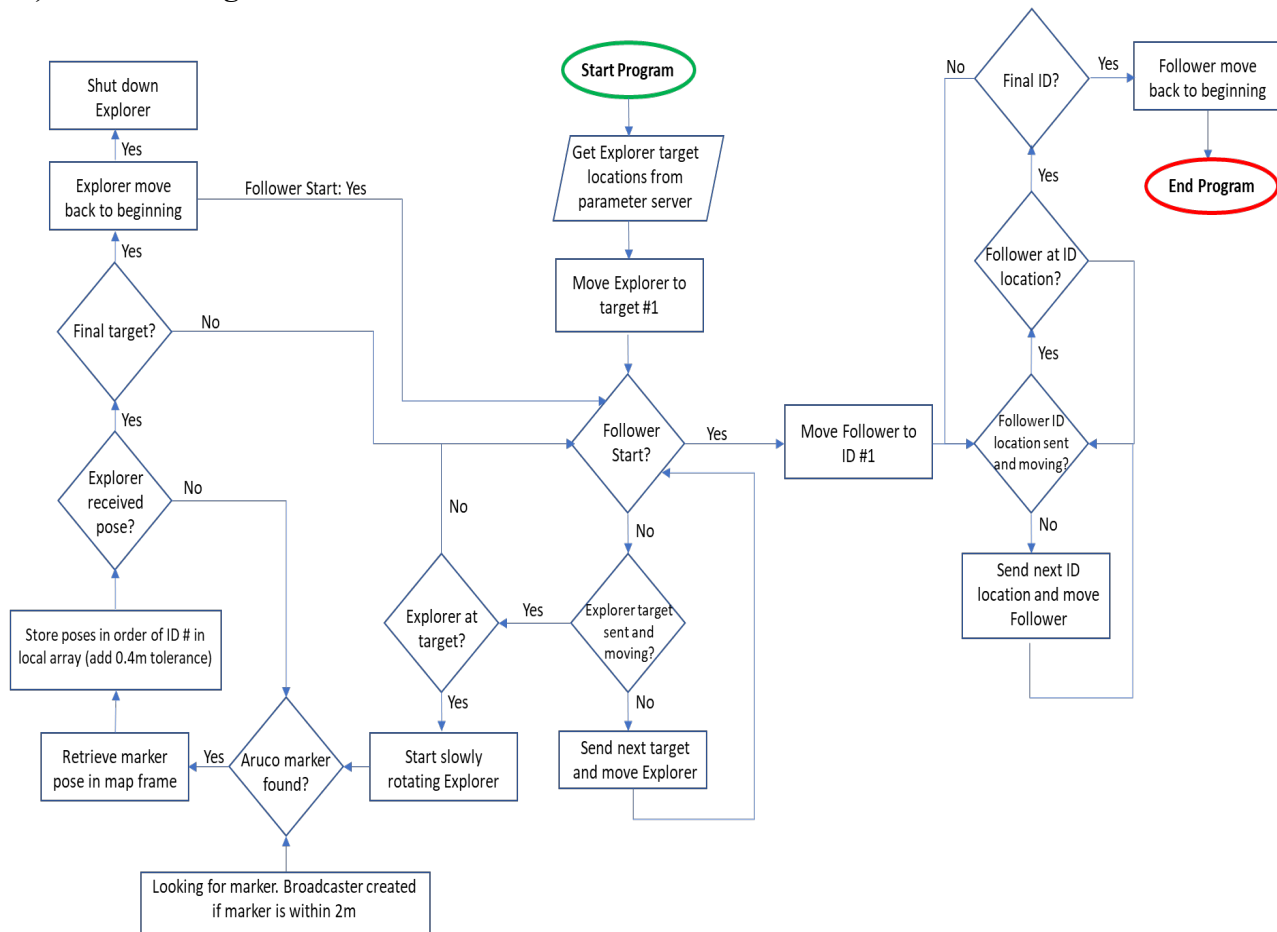 Start Program
Get Explorer target
locations from
parameter server
Move Explorer to
target #1
Follower
Start?
Yes
No
Explorer target
sent and
moving?
Yes
No
Send next target
and move Explorer
Explorer at
target?
No
Yes
Start slowly
rotating Explorer
Aruco marker
found?
Yes
Looking for marker. Broadcaster created
if marker is within 2m
Retrieve marker
pose in map frame
Store poses in order of ID # in
local array (add 0.4m tolerance)
Explorer
received
pose?
No
Yes
Final target?
No
Yes
Explorer move
back to beginning
Follower Start: Yes
Yes
Shut down
Explorer
Move Follower to
ID #1
Follower ID
location sent
and moving?
No
Send next ID
location and move
Follower
Yes
Follower at ID
location?
Yes
Final ID?
No
Yes
Follower move
back to beginning
End Program